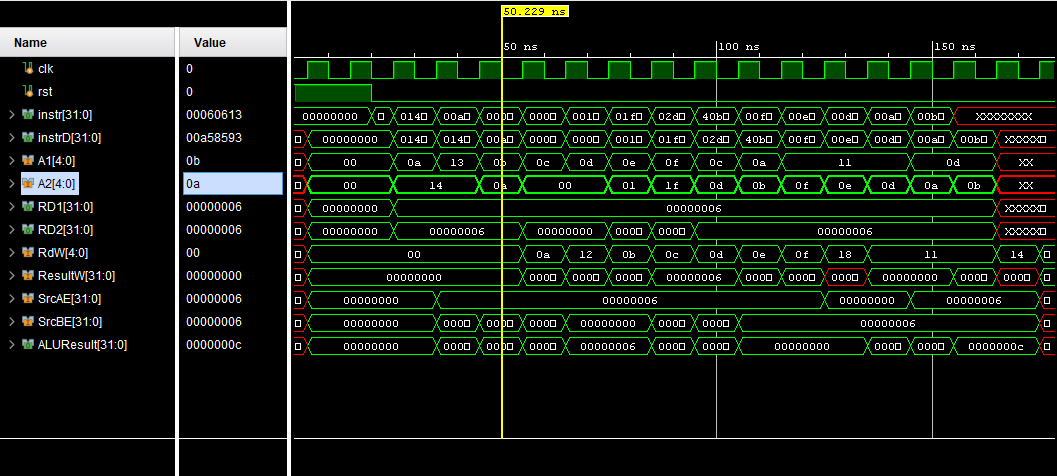 50.229 ns
Name Value
50 ns 100 ns 150 ns
clk 0
rst 0
instr[31:0] 00060613 00000000 014 00a 000 000 001 01f 02d 40b 00f 00e 00d 00a 00b XXXXXXXX
instrD[31:0] 00a58593 00000000 014 014 00a 000 000 001 01f 02d 40b 00f 00e 00d 00a 00b XXXXX
A1[4:0] 0b 00 0a 13 0b 0c 0d 0e 0f 0c 0a 11 0d XX
A2[4:0] 0a 00 14 0a 00 01 1f 0d 0b 0f 0e 0d 0a 0b XX
RD1[31:0] 00000006 00000000 00000006 XXXXX
RD2[31:0] 00000006 00000000 00000006 00000000 000 000 00000006 XXXXX
RdW[4:0] 00 00 0a 12 0b 0c 0d 0e 0f 18 11 14
ResultW[31:0] 00000000 00000000 000 000 000 00000006 000 000 000 00000000 000 000
SrcAE[31:0] 00000006 00000000 00000006 00000000 00000006
SrcBE[31:0] 00000006 00000000 000 000 000 00000000 000 000 00000006
ALUResult[31:0] 0000000c 00000000 000 000 000 00000006 000 000 00000000 000 000 0000000c